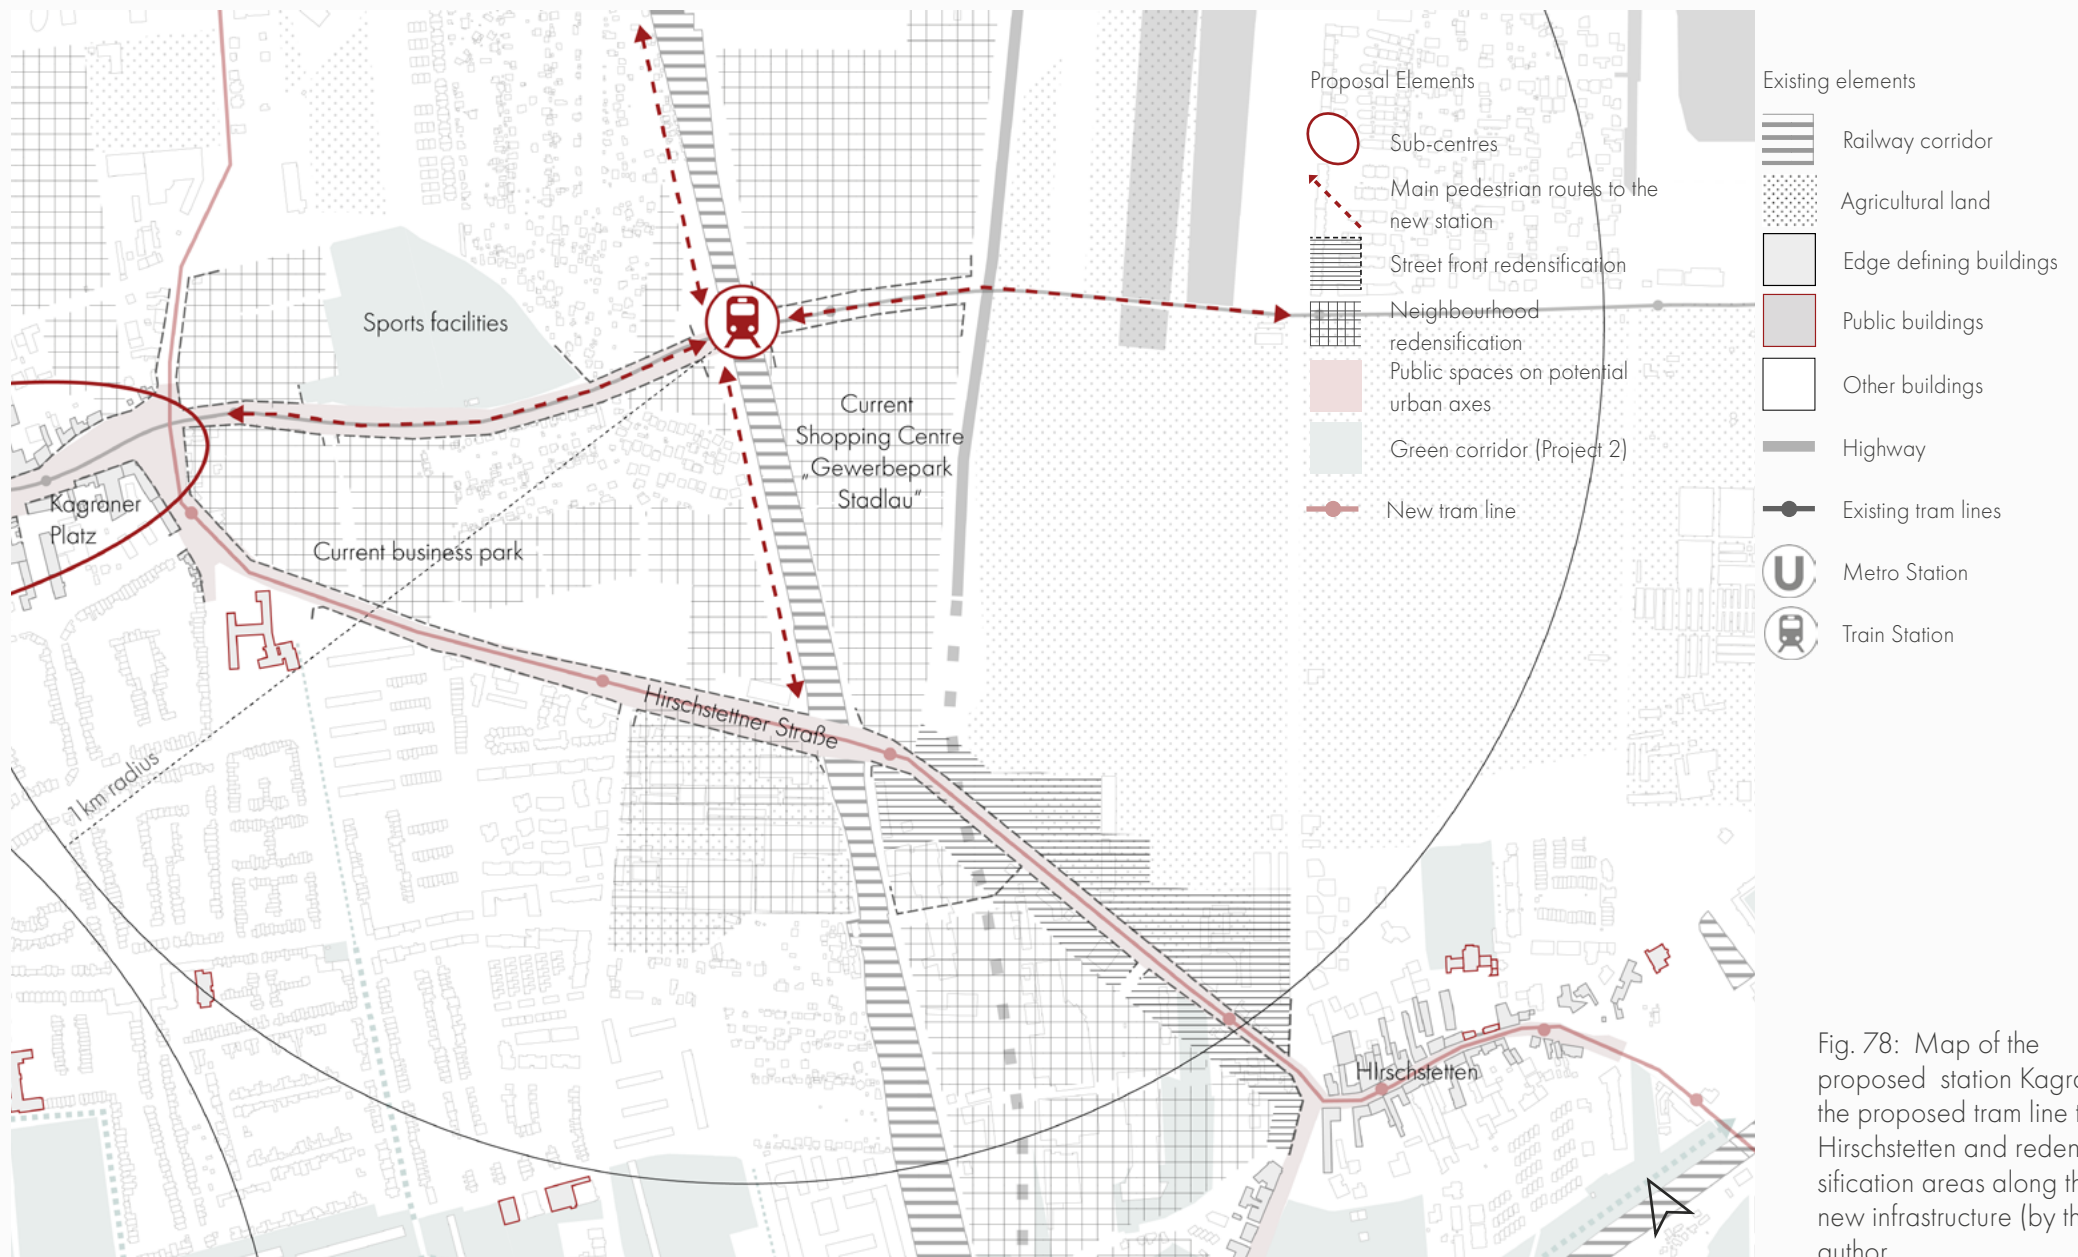 Sports facilities
Kagraner
Platz
Current business park
Current
Shopping Centre
„Gewerbepark
Stadlau“
Hirschstettner Straße
1km radius
HIrschstetten
Proposal Elements
Sub-centres
Main pedestrian routes to the
new station
Street front redensification
Neighbourhood
redensification
Public spaces on potential
urban axes
Green corridor (Project 2)
New tram line
Existing elements
Railway corridor
Agricultural land
Edge defining buildings
Public buildings
Other buildings
Highway
Existing tram lines
U
Metro Station
Train Station
Fig. 78: Map of the
proposed station Kagra
the proposed tram line t
Hirschstetten and reden
sification areas along th
new infrastructure (by th
author